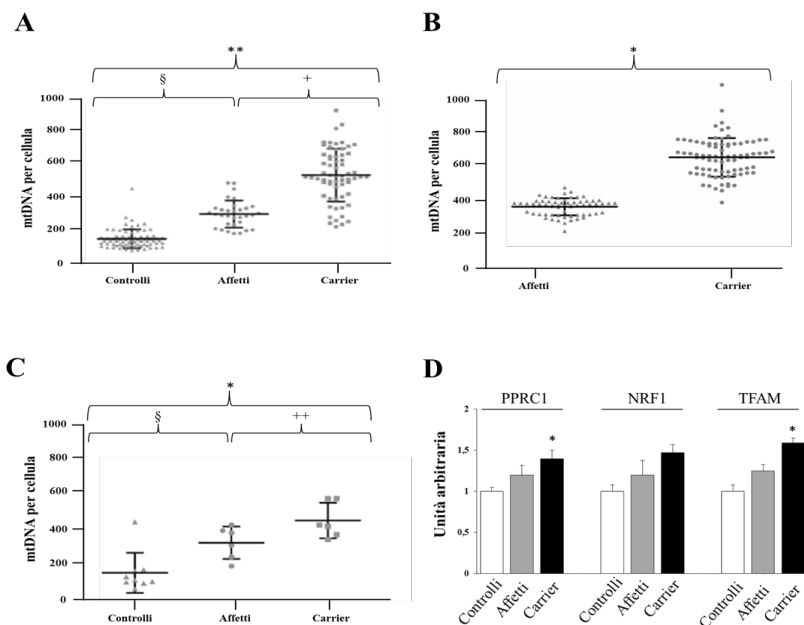 A
**
§ +
mtDNA per cellula
1000
800
600
400
200
0
Controlli Affetti Carrier
B
*
mtDNA per cellula
1000
800
600
400
200
0
Affetti Carrier
C
*
§ ++
mtDNA per cellula
1000
800
600
400
200
0
Controlli Affetti Carrier
D
PPRC1 NRF1 TFAM
Unità arbitraria
2
1,5
1
0,5
0
* *
Controlli Affetti Carrier Controlli Affetti Carrier Controlli Affetti Carrier